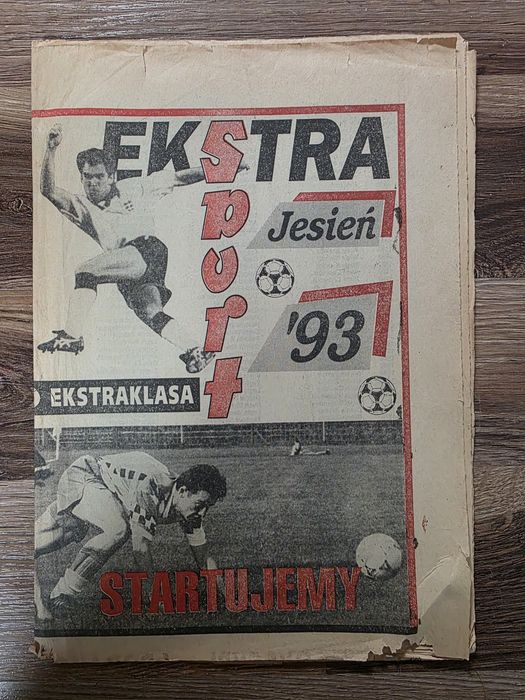 EKSTRA
Sport
Jesień
'93
EKSTRAKLASA
STARTUJEMY